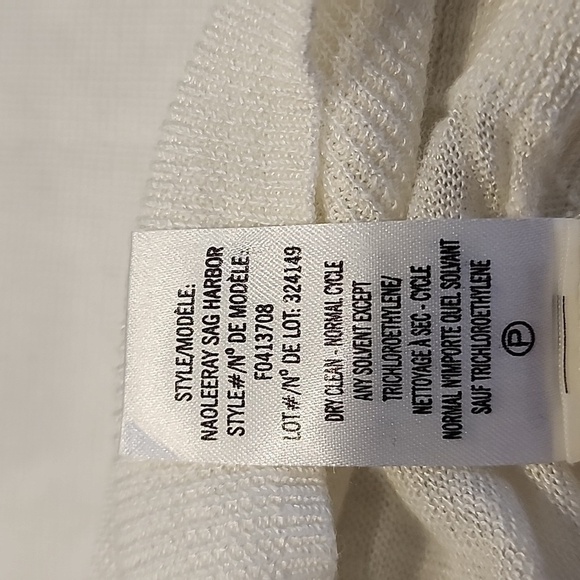 STYLE/MODÈLE:
NAOLEERAY SAG HARBOR
STYLE#/Nº DE MODÈLE:
F0413708
LOT#/Nº DE LOT: 324149
DRY CLEAN - NORMAL CYCLE
ANY SOLVENT EXCEPT
TRICHLOROETHYLENE/
NETTOYAGE À SEC - CYCLE
NORMAL N'IMPORTE QUEL SOLVANT
SAUF TRICHLOROETHYLENE
P